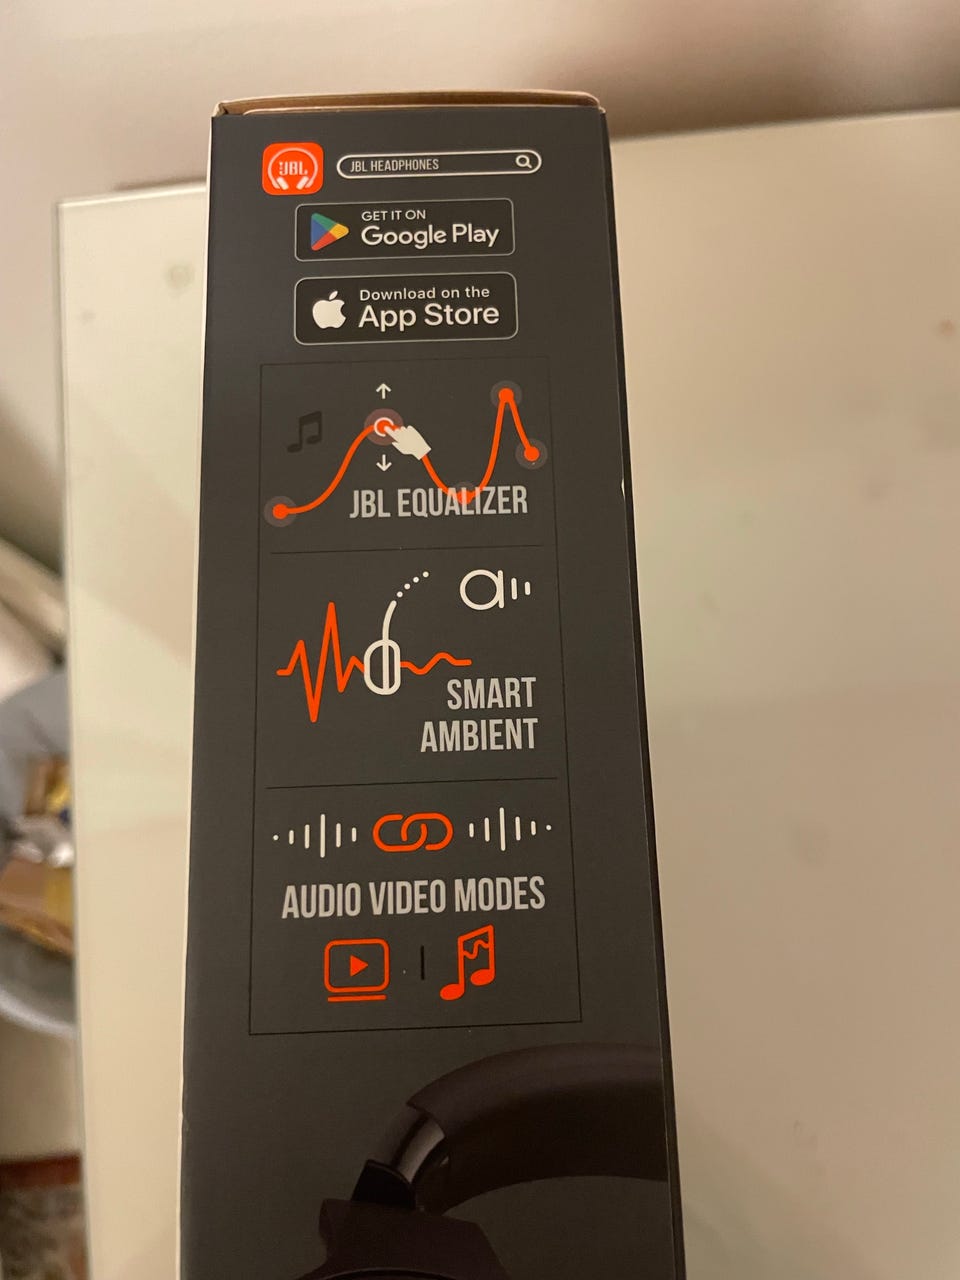 JBL
JBL HEADPHONES
GET IT ON
Google Play
Download on the
App Store
JBL EQUALIZER
SMART
AMBIENT
AUDIO VIDEO MODES